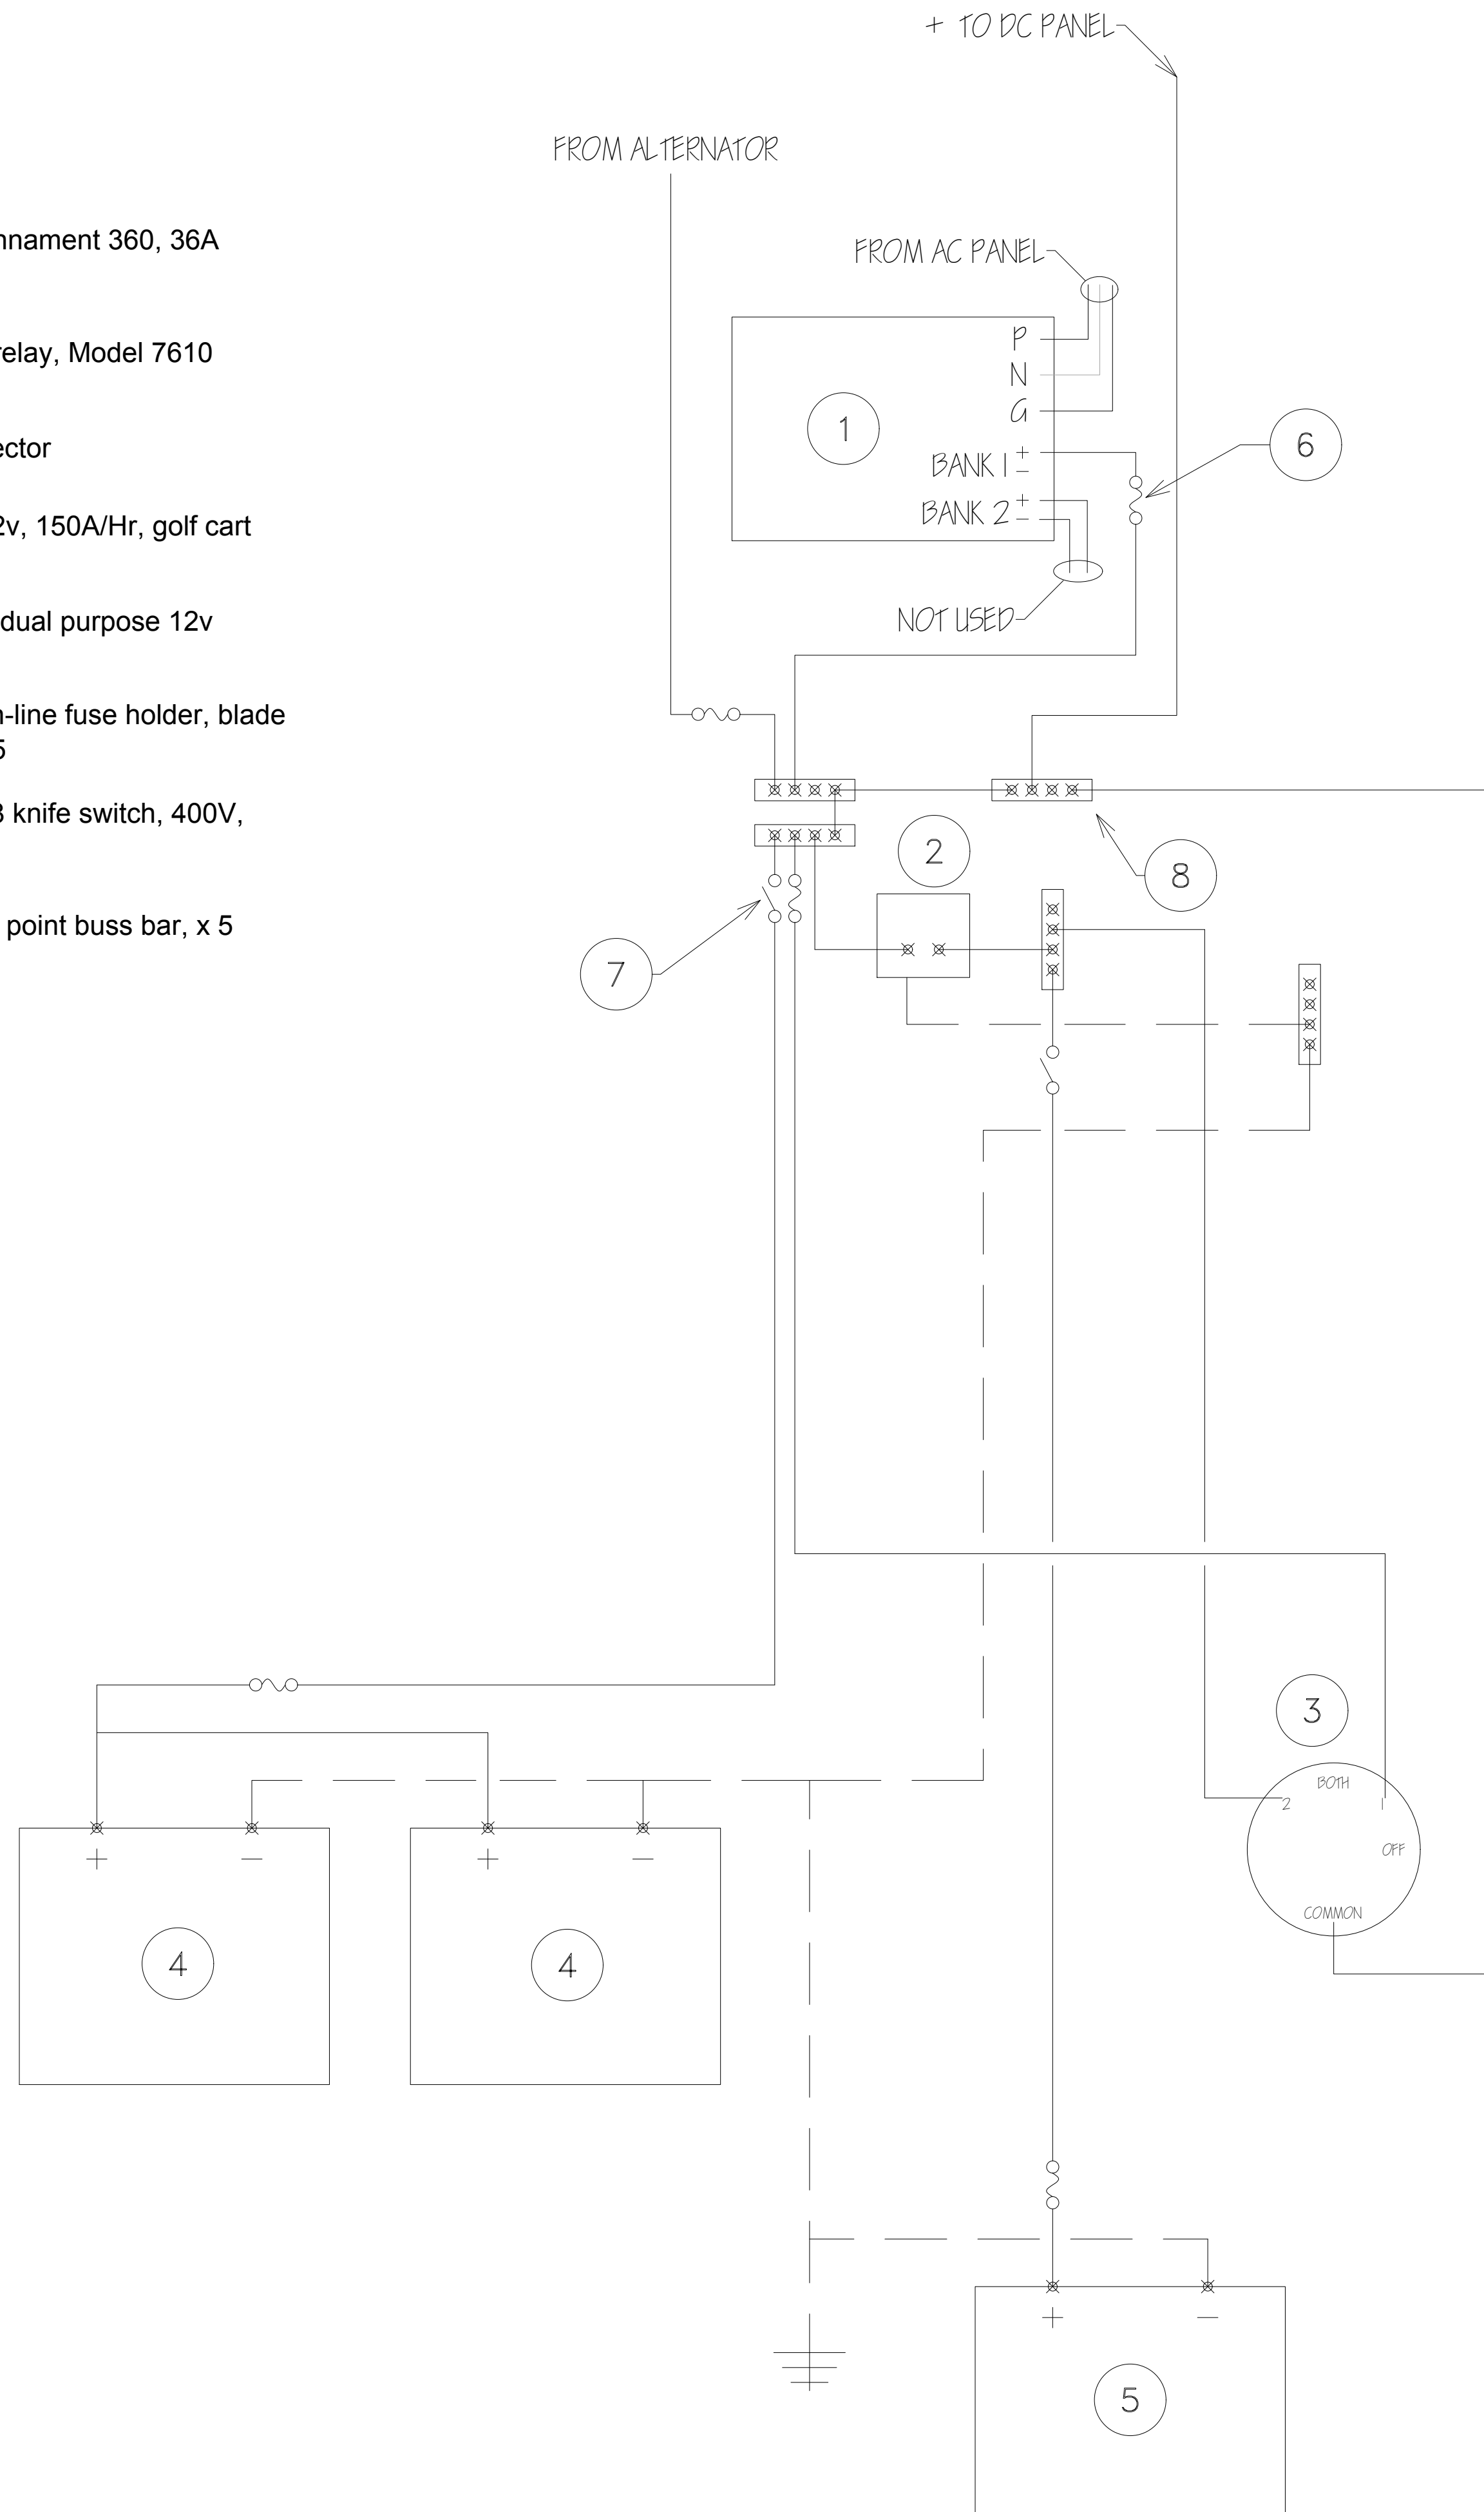 + TO DC PANEL
FROM ALTERNATOR
nnament 360, 36A
FROM AC PANEL
relay, Model 7610
P
N
G
1
6
ector
BANK 1 + −
BANK 2 + −
2v, 150A/Hr, golf cart
dual purpose 12v
NOT USED
n-line fuse holder, blade
5
3 knife switch, 400V,
2
8
point buss bar, x 5
7
3
BOTH
2 1
OFF
COMMON
+ − + −
4 4
+ −
5